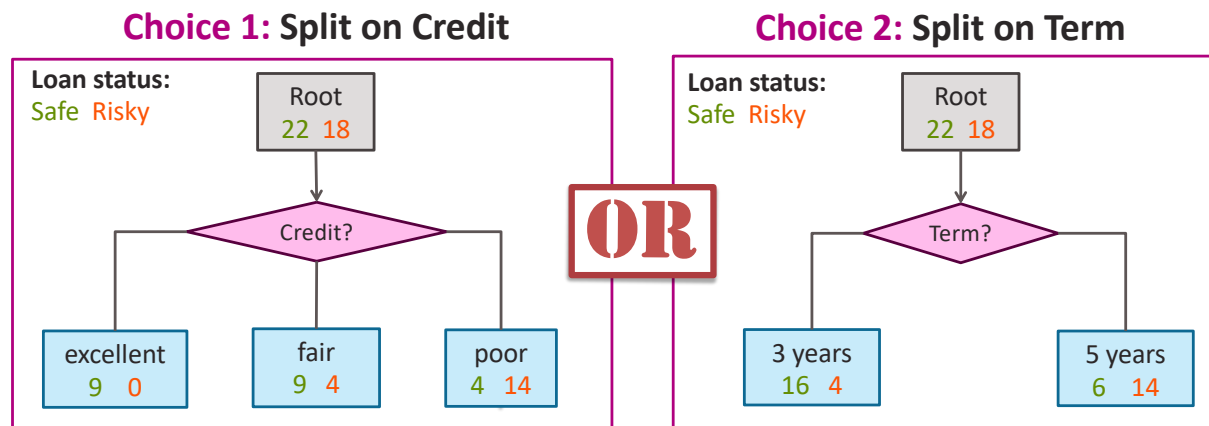 Choice 1: Split on Credit
Loan status:
Safe Risky
Root
22 18
Credit?
excellent
9 0
fair
9 4
poor
4 14
OR
Choice 2: Split on Term
Loan status:
Safe Risky
Root
22 18
Term?
3 years
16 4
5 years
6 14